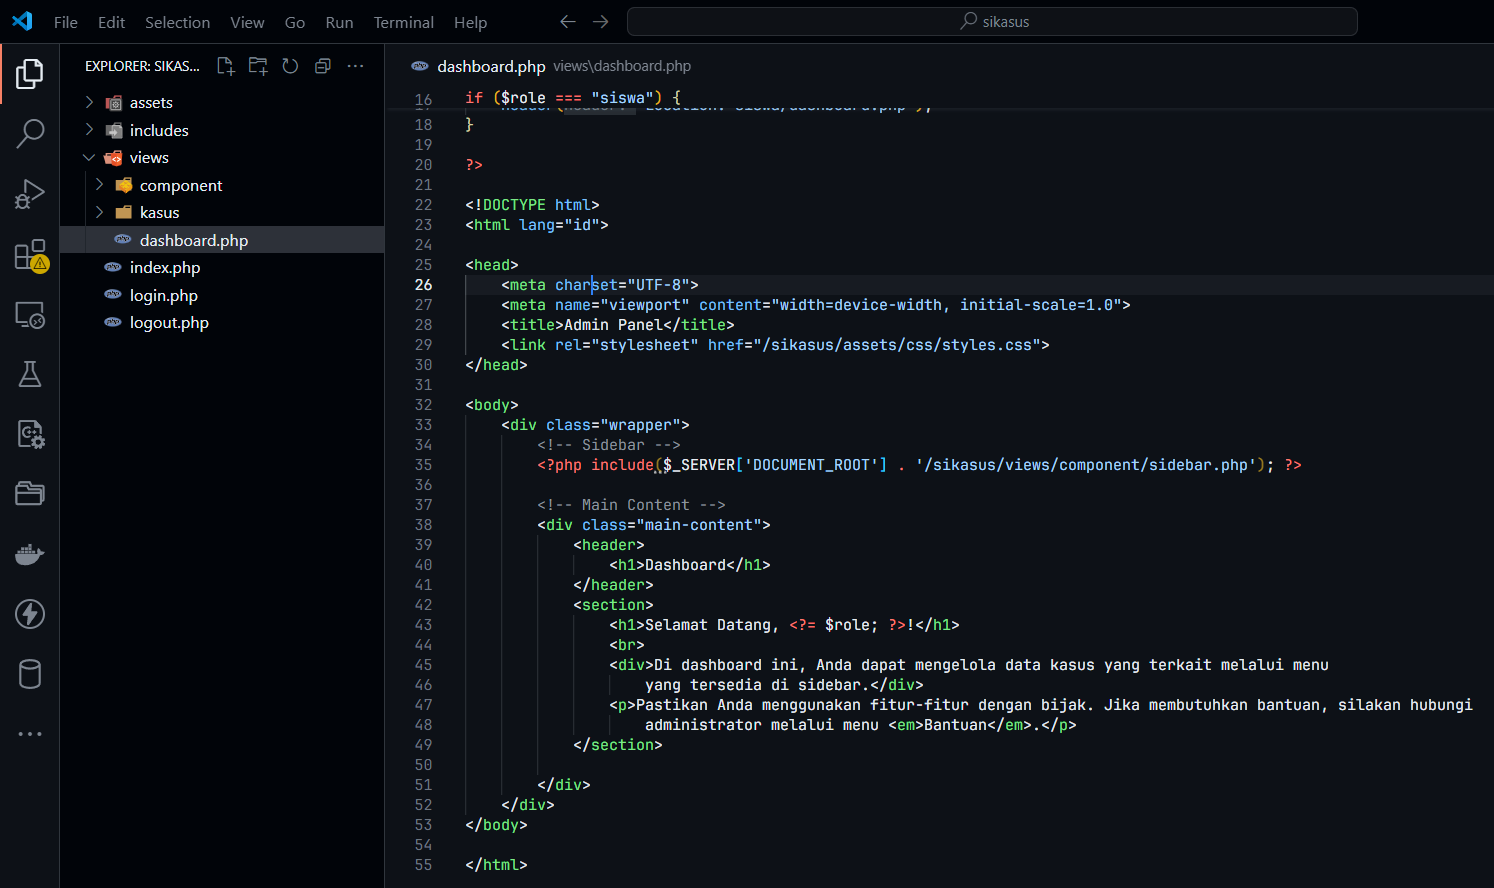 File Edit Selection View Go Run Terminal Help
sikasus
EXPLORER: SIKAS...
assets
includes
views
component
kasus
dashboard.php
index.php
login.php
logout.php
dashboard.php views\dashboard.php
16 if ($role === "siswa") {
18 }
19
20 ?>
21
22 <!DOCTYPE html>
23 <html lang="id">
24
25 <head>
26 <meta charset="UTF-8">
27 <meta name="viewport" content="width=device-width, initial-scale=1.0">
28 <title>Admin Panel</title>
29 <link rel="stylesheet" href="/sikasus/assets/css/styles.css">
30 </head>
31
32 <body>
33 <div class="wrapper">
34 <!-- Sidebar -->
35 <?php include($_SERVER['DOCUMENT_ROOT'] . '/sikasus/views/component/sidebar.php'); ?>
36
37 <!-- Main Content -->
38 <div class="main-content">
39 <header>
40 <h1>Dashboard</h1>
41 </header>
42 <section>
43 <h1>Selamat Datang, <?= $role; ?>!</h1>
44 <br>
45 <div>Di dashboard ini, Anda dapat mengelola data kasus yang terkait melalui menu
46 yang tersedia di sidebar.</div>
47 <p>Pastikan Anda menggunakan fitur-fitur dengan bijak. Jika membutuhkan bantuan, silakan hubungi
48 administrator melalui menu <em>Bantuan</em>.</p>
49 </section>
50
51 </div>
52 </div>
53 </body>
54
55 </html>